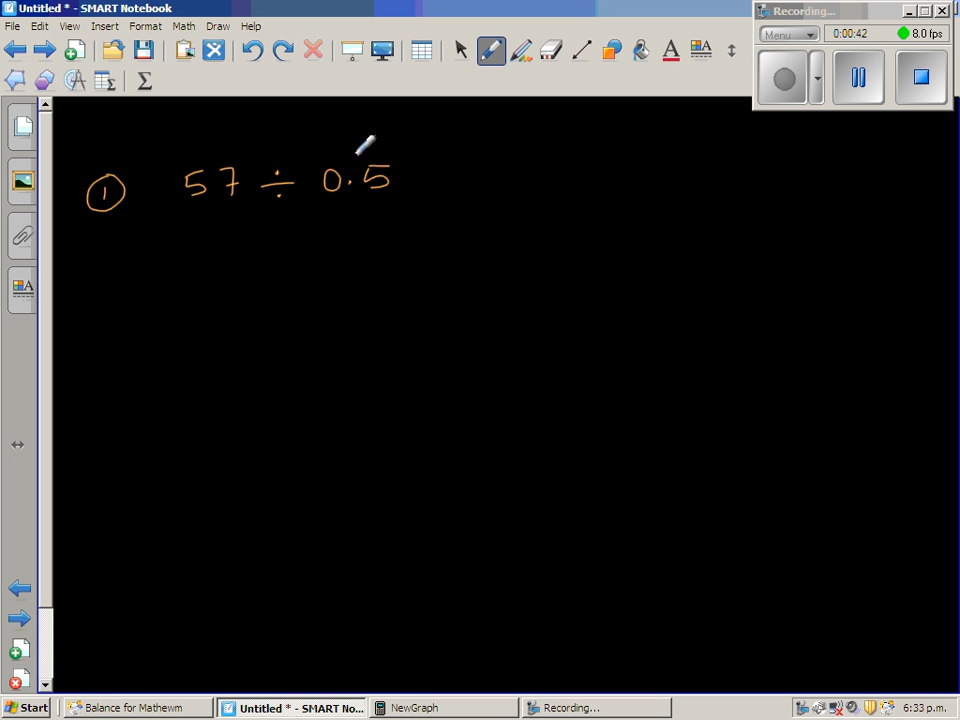 Untitled * - SMART Notebook
Recording...
File Edit View Insert Format Math Draw Help
Menu 0:00:42 8.0 fps
① 57 ÷ 0.5
Start Balance for Mathewm Untitled * - SMART No... NewGraph Recording... 6:33 p.m.